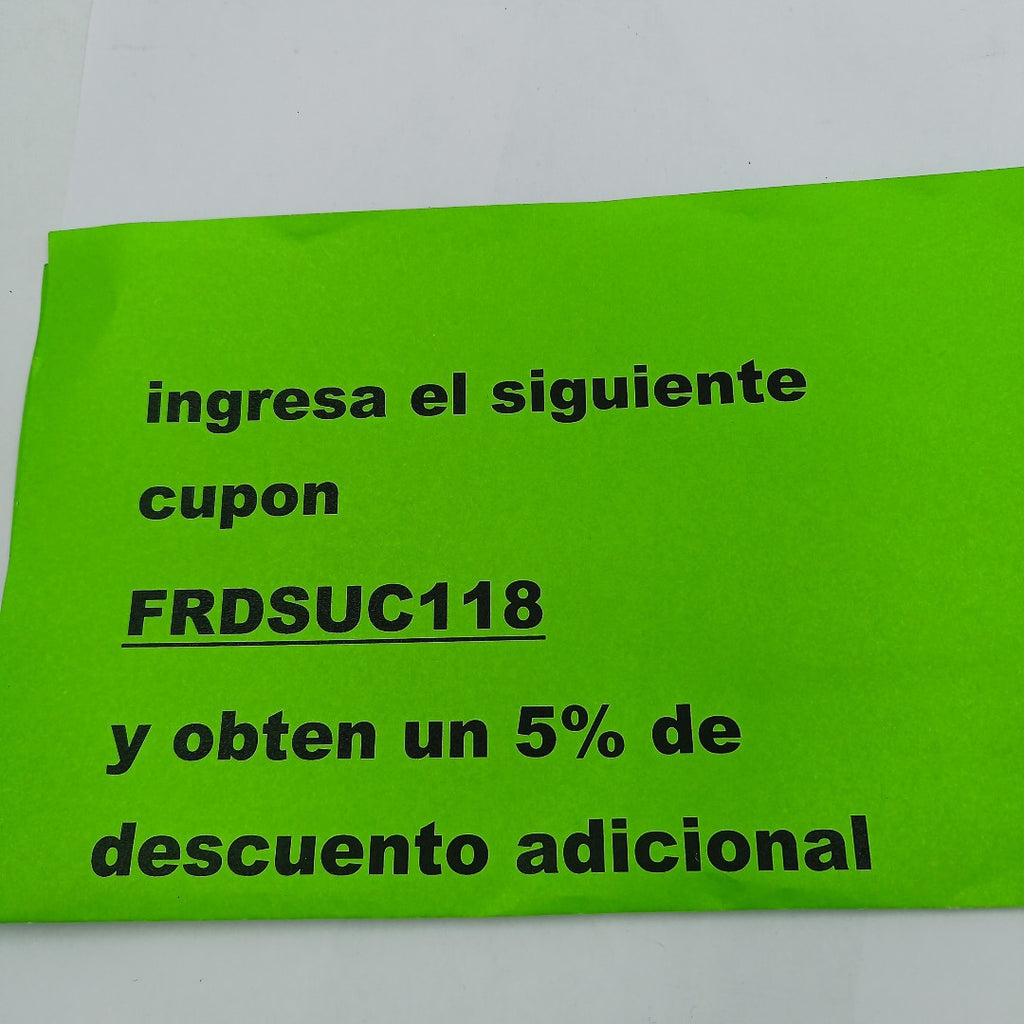 ingresa el siguiente
cupon
FRDSUC118
y obten un 5% de
descuento adicional